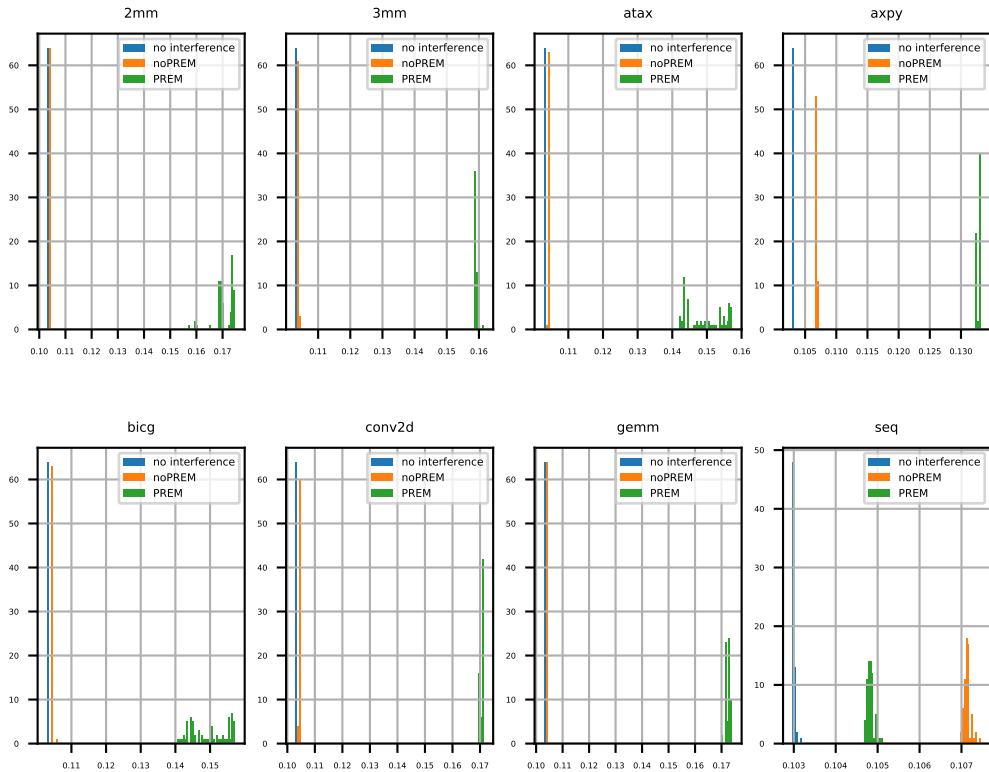 2mm
no interference
noPREM
PREM
60
50
40
30
20
10
0
0.10 0.11 0.12 0.13 0.14 0.15 0.16 0.17
3mm
no interference
noPREM
PREM
60
50
40
30
20
10
0
0.11 0.12 0.13 0.14 0.15 0.16
atax
no interference
noPREM
PREM
60
50
40
30
20
10
0
0.11 0.12 0.13 0.14 0.15 0.16
axpy
no interference
noPREM
PREM
60
50
40
30
20
10
0
0.105 0.110 0.115 0.120 0.125 0.130
bicg
no interference
noPREM
PREM
60
50
40
30
20
10
0
0.11 0.12 0.13 0.14 0.15
conv2d
no interference
noPREM
PREM
60
50
40
30
20
10
0
0.10 0.11 0.12 0.13 0.14 0.15 0.16 0.17
gemm
no interference
noPREM
PREM
60
50
40
30
20
10
0
0.10 0.11 0.12 0.13 0.14 0.15 0.16 0.17
seq
no interference
noPREM
PREM
50
40
30
20
10
0
0.103 0.104 0.105 0.106 0.107